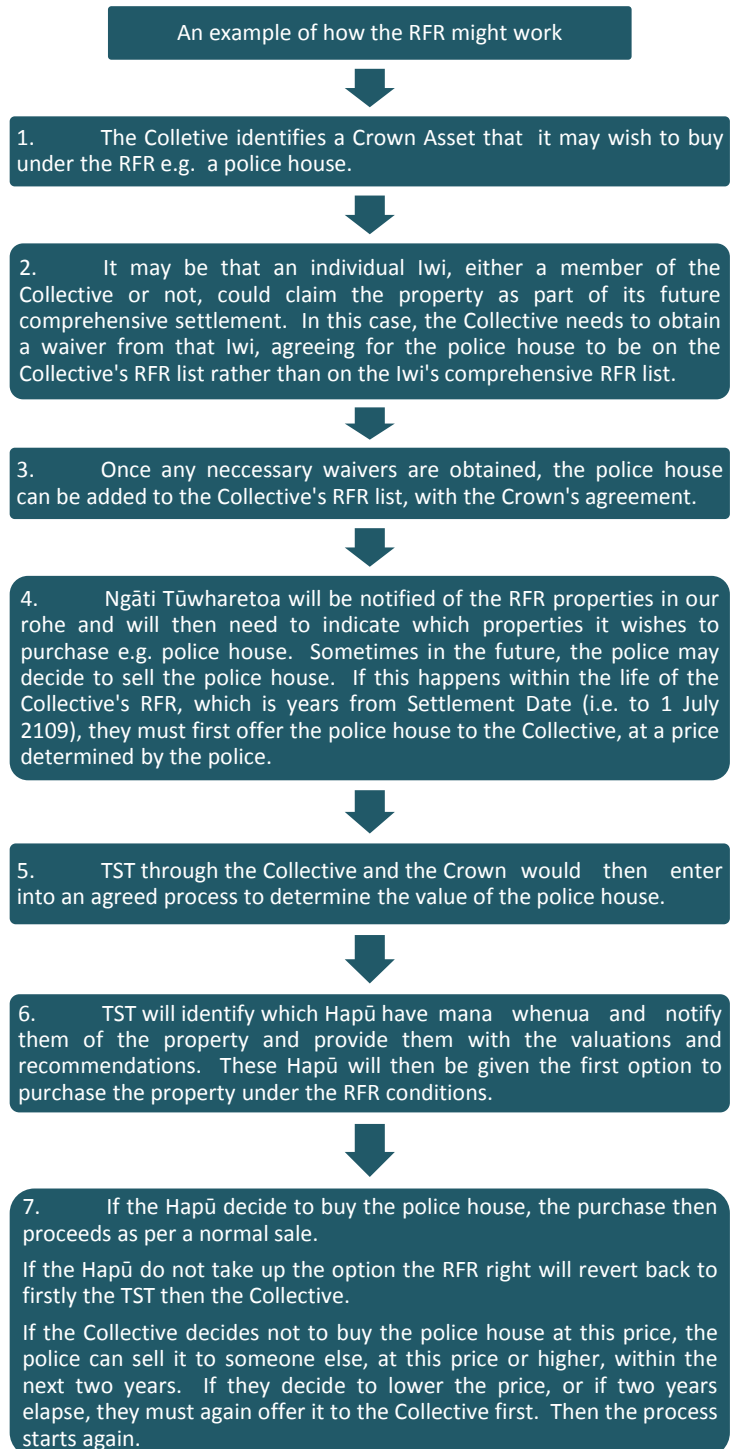 An example of how the RFR might work
1. The Colletive identifies a Crown Asset that it may wish to buy
under the RFR e.g. a police house.
2. It may be that an individual Iwi, either a member of the
Collective or not, could claim the property as part of its future
comprehensive settlement. In this case, the Collective needs to obtain
a waiver from that Iwi, agreeing for the police house to be on the
Collective's RFR list rather than on the Iwi's comprehensive RFR list.
3. Once any neccessary waivers are obtained, the police house
can be added to the Collective's RFR list, with the Crown's agreement.
4. Ngāti Tūwharetoa will be notified of the RFR properties in our
rohe and will then need to indicate which properties it wishes to
purchase e.g. police house. Sometimes in the future, the police may
decide to sell the police house. If this happens within the life of the
Collective's RFR, which is years from Settlement Date (i.e. to 1 July
2109), they must first offer the police house to the Collective, at a price
determined by the police.
5. TST through the Collective and the Crown would then enter
into an agreed process to determine the value of the police house.
6. TST will identify which Hapū have mana whenua and notify
them of the property and provide them with the valuations and
recommendations. These Hapū will then be given the first option to
purchase the property under the RFR conditions.
7. If the Hapū decide to buy the police house, the purchase then
proceeds as per a normal sale.
If the Hapū do not take up the option the RFR right will revert back to
firstly the TST then the Collective.
If the Collective decides not to buy the police house at this price, the
police can sell it to someone else, at this price or higher, within the
next two years. If they decide to lower the price, or if two years
elapse, they must again offer it to the Collective first. Then the process
starts again.